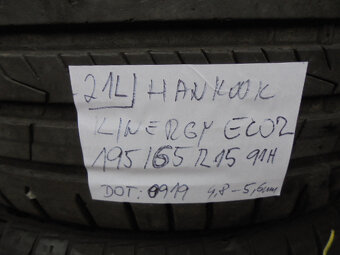 21L HANKOOK
KINERGY ECO2
195/65 R15 91H
DOT: 0919 4,8-5,6mm